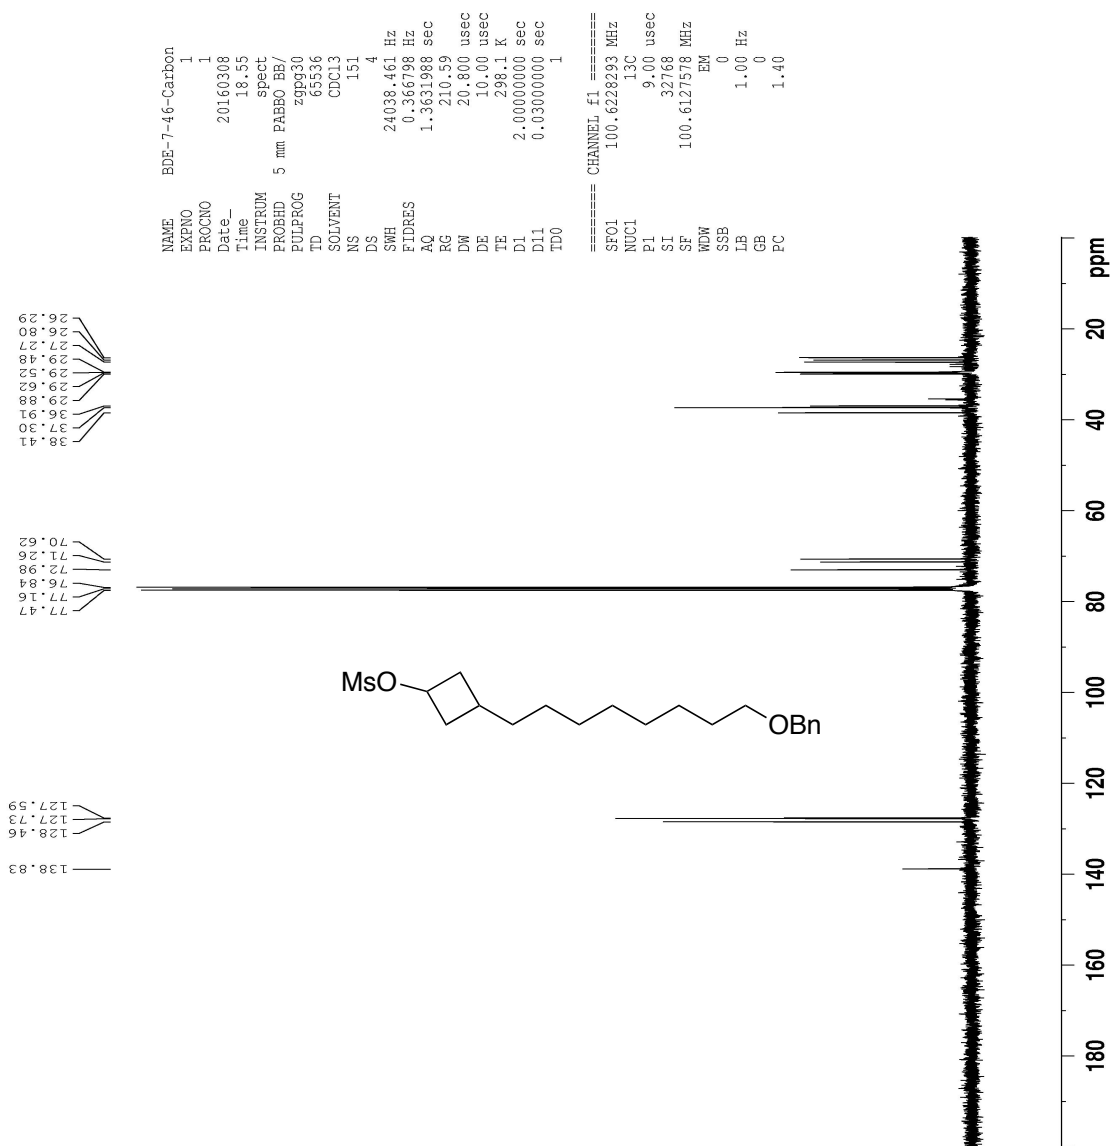 NAME BDE-7-46-Carbon
EXPNO 1
PROCNO 1
Date_ 20160308
Time 18.55
INSTRUM spect
PROBHD 5 mm PABBO BB/
PULPROG zgpg30
TD 65536
SOLVENT CDCl3
NS 151
DS 4
SWH 24038.461 Hz
FIDRES 0.366798 Hz
AQ 1.3631988 sec
RG 210.59
DW 20.800 usec
DE 10.00 usec
TE 298.1 K
D1 2.00000000 sec
D11 0.03000000 sec
TD0 1
======== CHANNEL f1 ========
SFO1 100.6228293 MHz
NUC1 13C
P1 9.00 usec
SI 32768
SF 100.6127578 MHz
WDW EM
SSB 0
LB 1.00 Hz
GB 0
PC 1.40
26.29
26.80
27.27
29.48
29.52
29.62
29.88
36.91
37.30
38.41
70.62
71.26
72.98
76.84
77.16
77.47
127.59
127.73
128.46
138.83
MsO
OBn
ppm
20
40
60
80
100
120
140
160
180